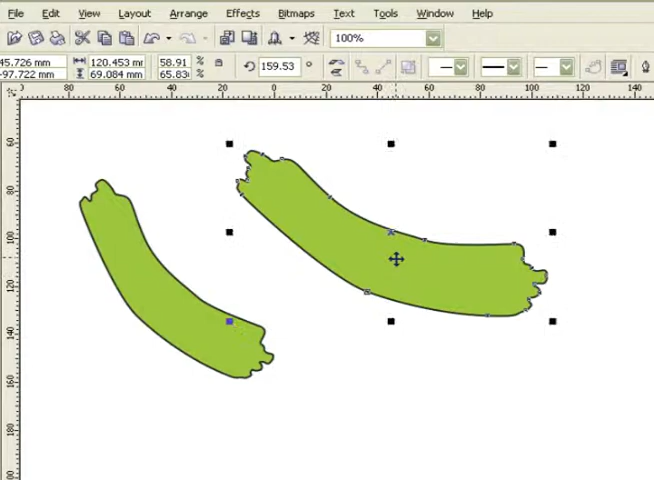 File Edit View Layout Arrange Effects Bitmaps Text Tools Window Help
100%
45.726 mm 120.453 mm 58.91 %
-97.722 mm 69.084 mm 65.83 %
159.53 °
80 60 40 20 0 20 40 60 80 100 120 140
60
80
100
120
140
160
180